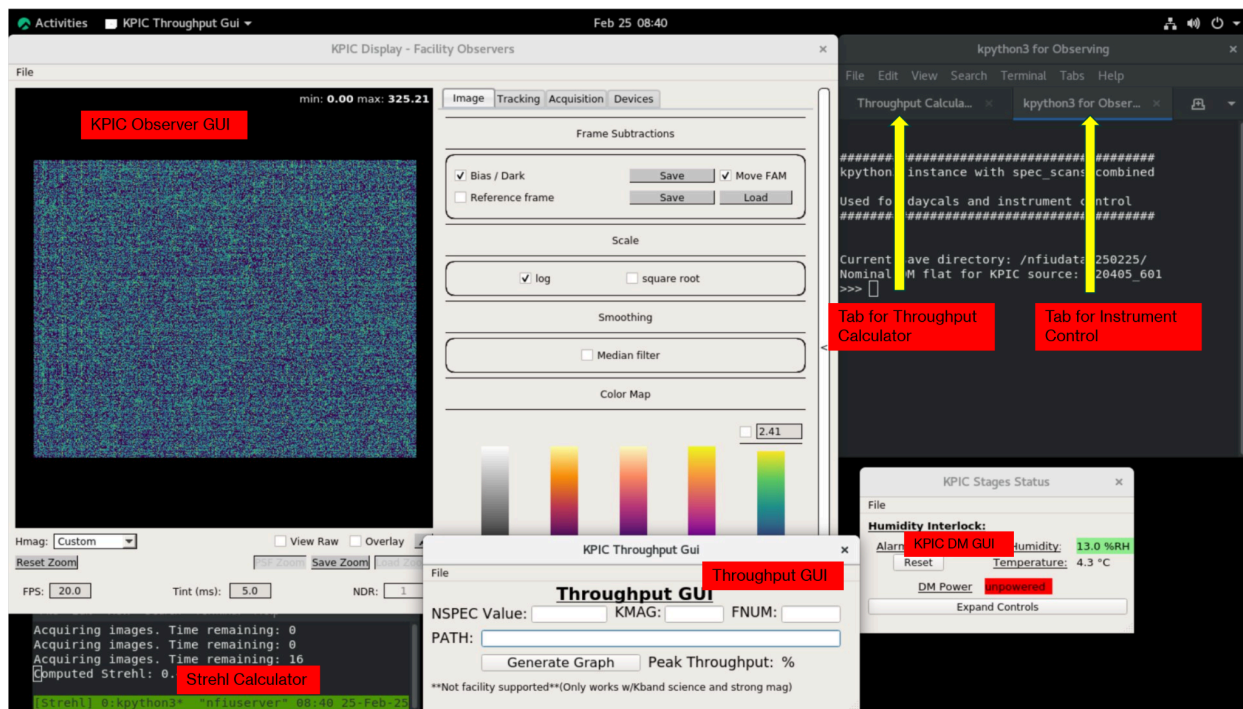 Activities
KPIC Throughput Gui
Feb 25 08:40
KPIC Display - Facility Observers
File
min: 0.00 max: 325.21
KPIC Observer GUI
Image Tracking Acquisition Devices
Frame Subtractions
Bias / Dark Save Move FAM
Reference frame Save Load
Scale
log square root
Smoothing
Median filter
Color Map
2.41
Hmag: Custom View Raw Overlay
Reset Zoom PSF Zoom Save Zoom
FPS: 20.0 Tint (ms): 5.0 NDR: 1
Acquiring images. Time remaining: 0
Acquiring images. Time remaining: 0
Acquiring images. Time remaining: 16
Computed Strehl: 0.
Strehl Calculator
[Strehl] 0:kpython3* "nfiuserver" 08:40 25-Feb-25
KPIC Throughput Gui
File
Throughput GUI
Throughput GUI
NSPEC Value: KMAG: FNUM:
PATH:
Generate Graph Peak Throughput: %
**Not facility supported**(Only works w/Kband science and strong mag)
kpython3 for Observing
File Edit View Search Terminal Tabs Help
Throughput Calcula... kpython3 for Obser...
########################################
instance with spec_scans combined
Used daycals and instrument
########################################
Current directory:
Nominal flat for KPIC source:
>>>
Tab for Throughput
Calculator
Tab for Instrument
Control
KPIC Stages Status
File
Humidity Interlock:
KPIC DM GUI
Humidity: 13.0 %RH
Reset Temperature: 4.3 °C
DM Power unpowered
Expand Controls